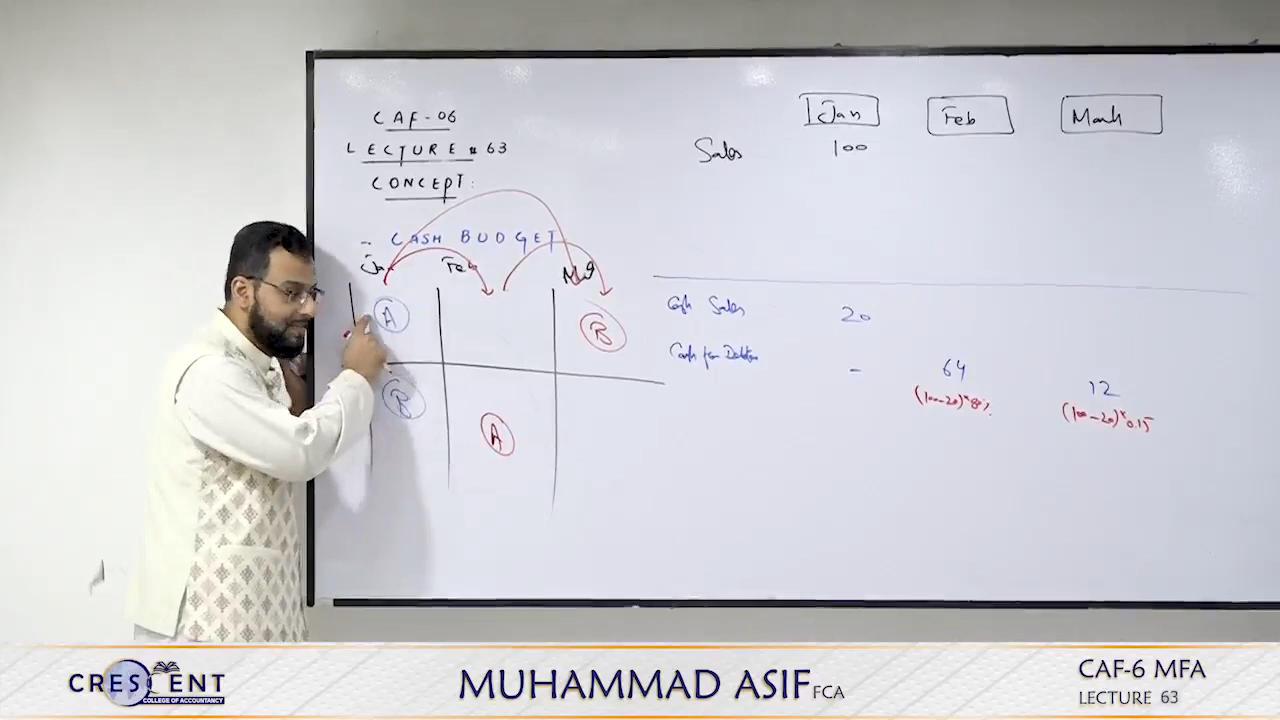 CAF-06
LECTURE # 63
CONCEPT:
- CASH BUDGET
Jan Feb
A
B
B
A
Jan Feb March
Sales 100
Cash Sales 20
Cash from Debtors - 64 12
(100-20)*80% (100-20)*0.15
CRESCENT
COLLEGE OF ACCOUNTANCY
MUHAMMAD ASIF FCA
CAF-6 MFA
LECTURE 63